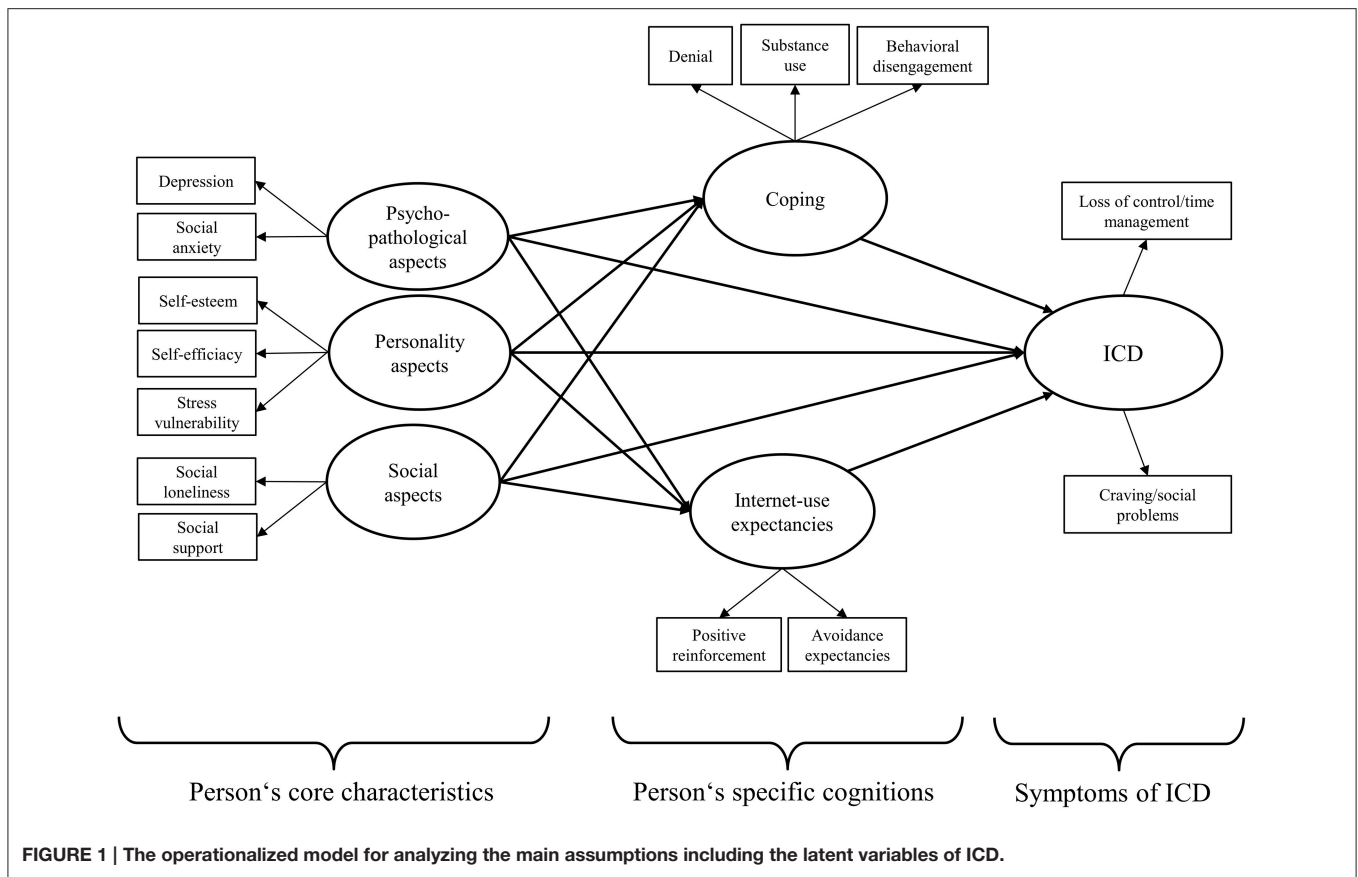 Denial
Substance
use
Behavioral
disengagement
Depression
Social
anxiety
Self-esteem
Self-efficiacy
Stress
vulnerability
Social
loneliness
Social
support
Psycho-
pathological
aspects
Personality
aspects
Social
aspects
Coping
Internet-use
expectancies
Positive
reinforcement
Avoidance
expectancies
Loss of control/time
management
ICD
Craving/social
problems
Person‘s core characteristics
Person‘s specific cognitions
Symptoms of ICD
FIGURE 1 | The operationalized model for analyzing the main assumptions including the latent variables of ICD.